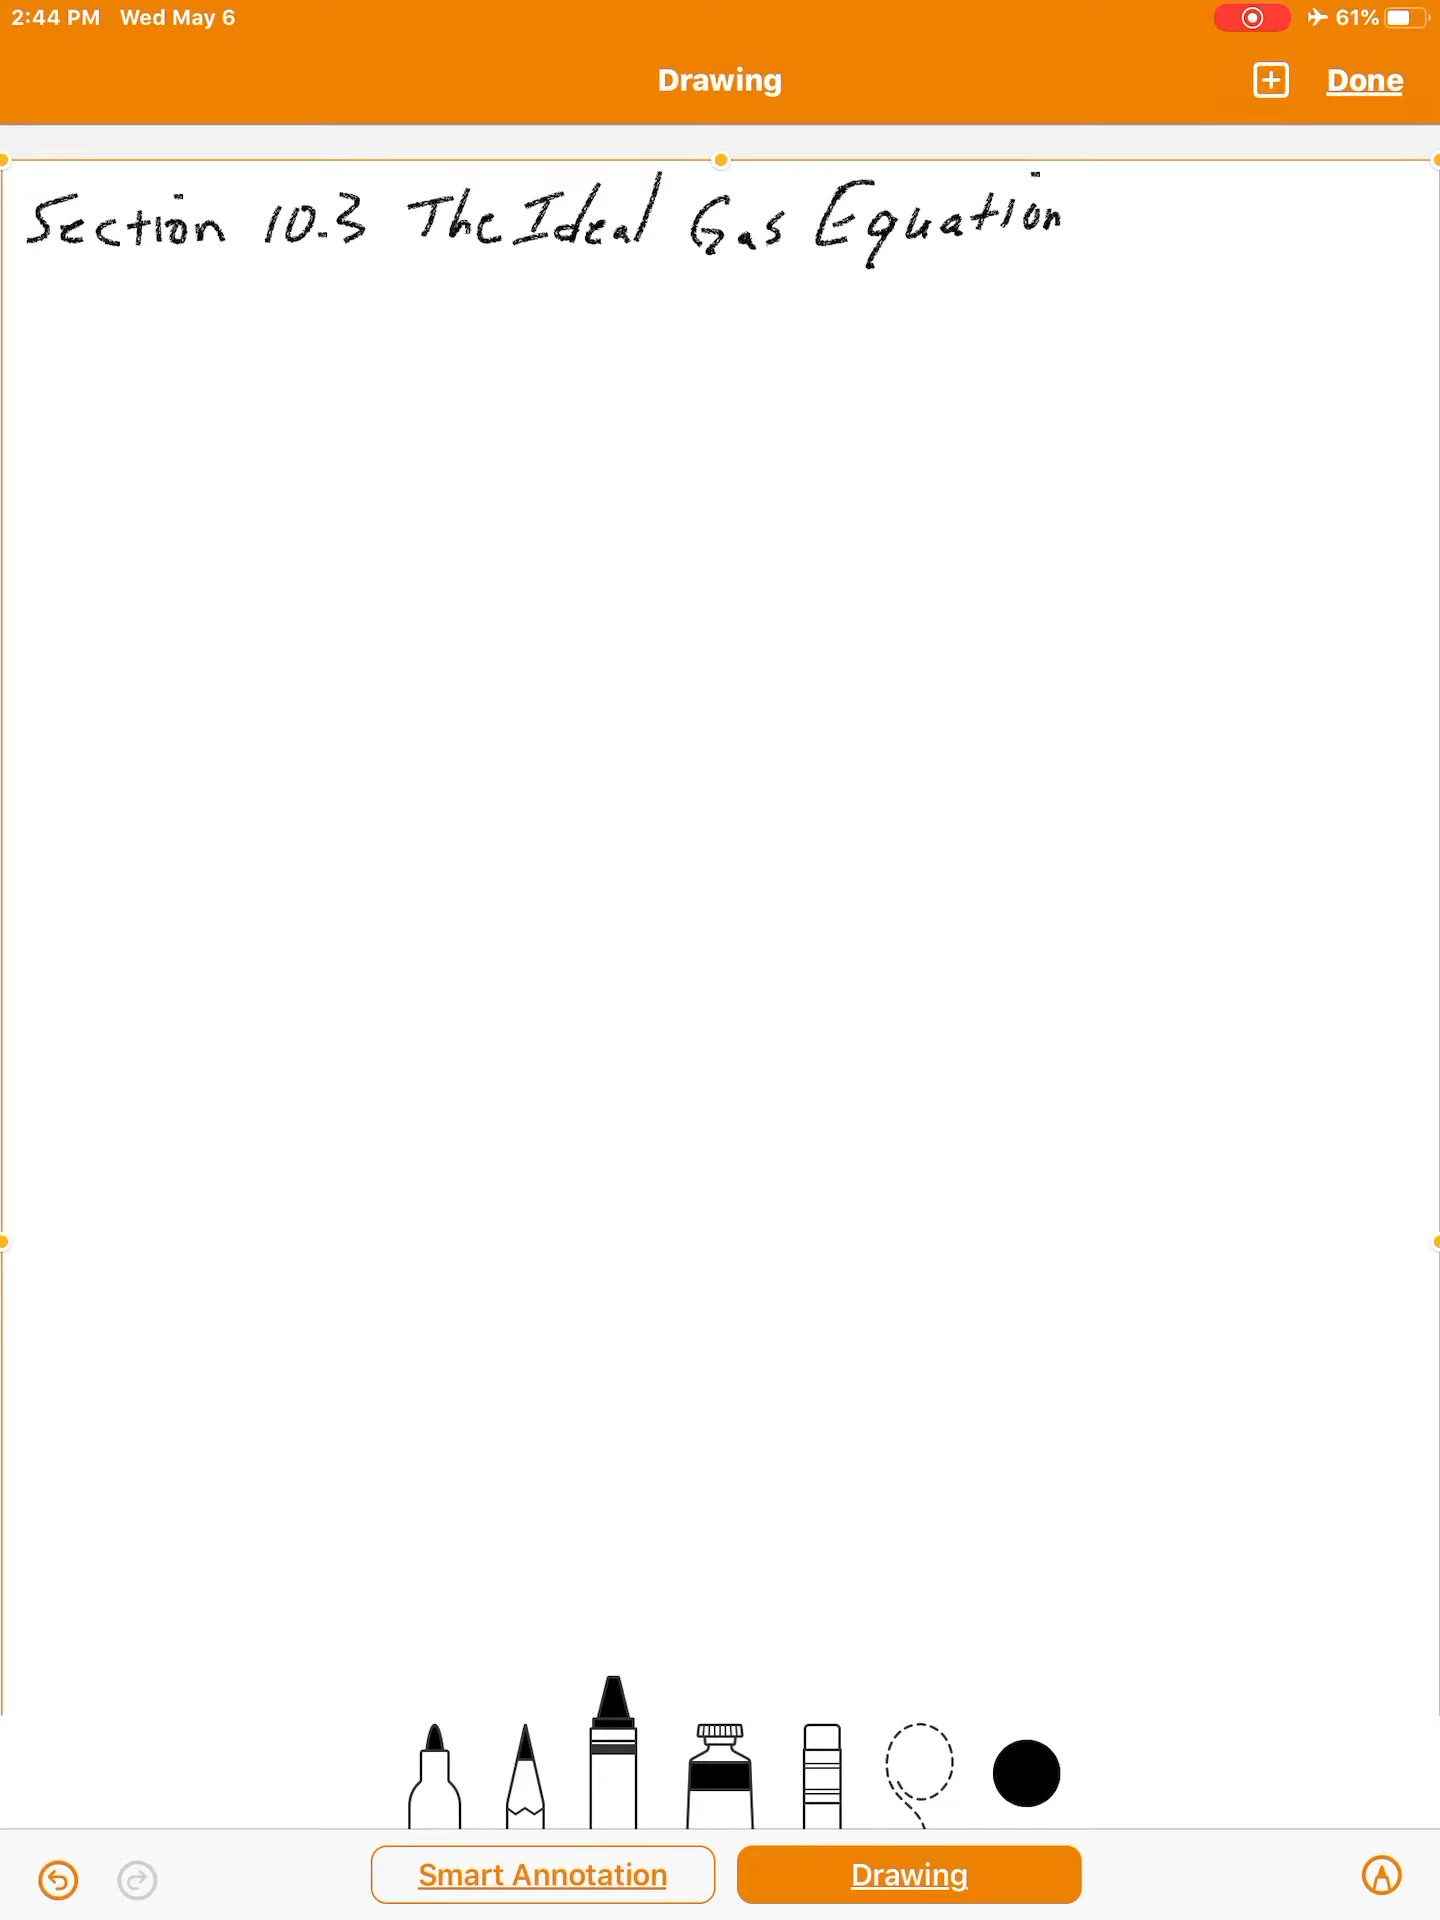 2:44 PM Wed May 6 61%
Drawing Done
Section 10.3 The Ideal Gas Equation
Smart Annotation Drawing